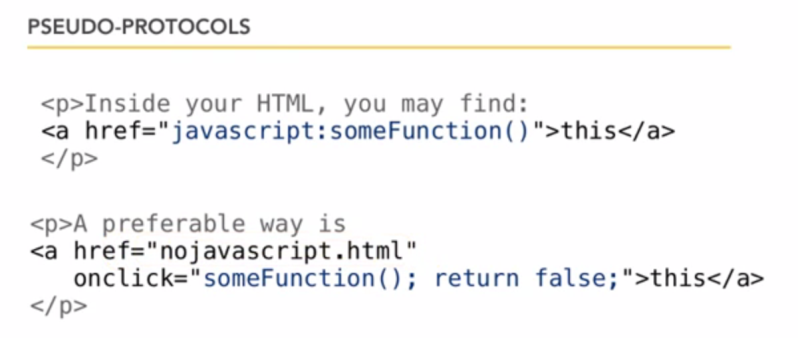 PSEUDO-PROTOCOLS
<p>Inside your HTML, you may find:
<a href="javascript:someFunction()">this</a>
</p>
<p>A preferable way is
<a href="nojavascript.html"
onclick="someFunction(); return false;">this</a>
</p>